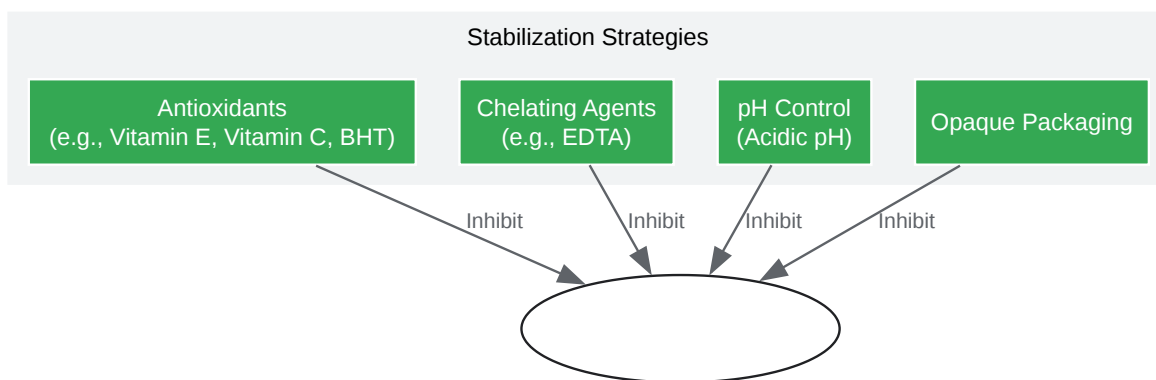 Stabilization Strategies
Antioxidants
(e.g., Vitamin E, Vitamin C, BHT)
Chelating Agents
(e.g., EDTA)
pH Control
(Acidic pH)
Opaque Packaging
Inhibit
Inhibit
Inhibit
Inhibit